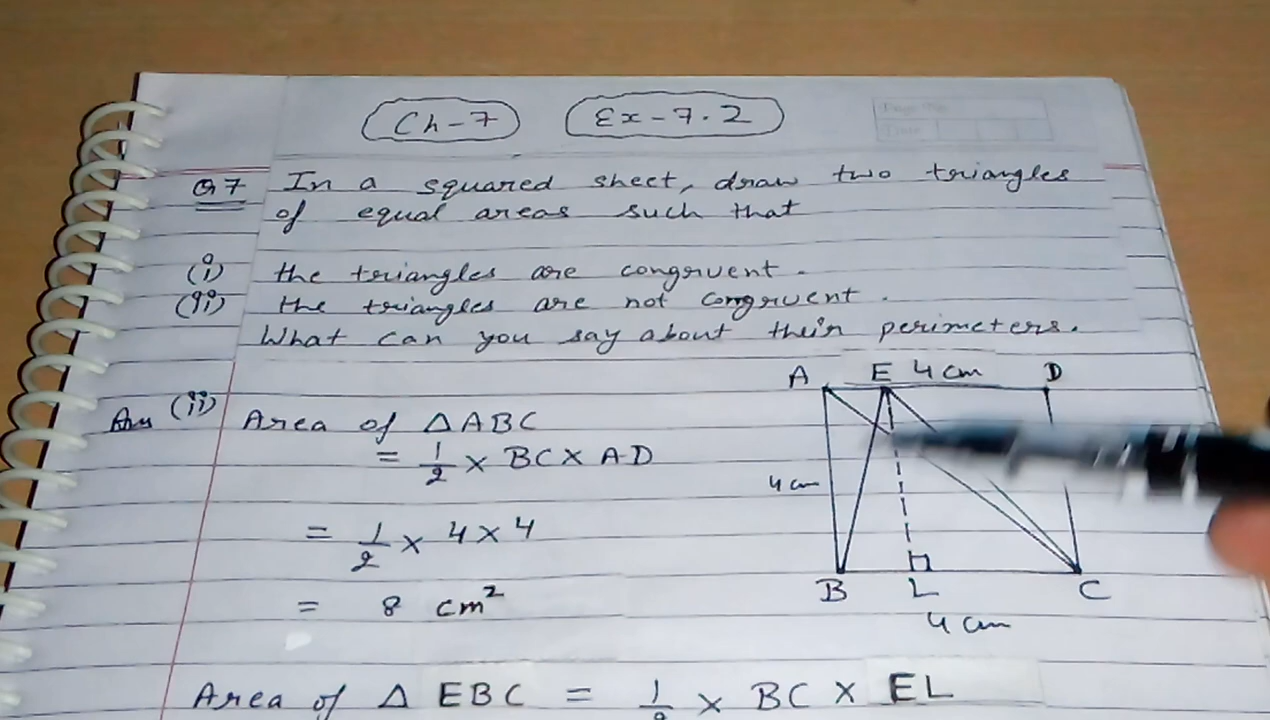 Ch-7 Ex-7.2
Q7 In a squared sheet, draw two triangles
of equal areas such that
(i) the triangles are congruent.
(ii) the triangles are not congruent.
What can you say about their perimeters.
A E 4 cm D
Ans (ii) Area of △ABC
= 1/2 × BC × AD
4 cm
= 1/2 × 4 × 4
B L C
= 8 cm²
4 cm
Area of △ EBC = 1/2 × BC × EL